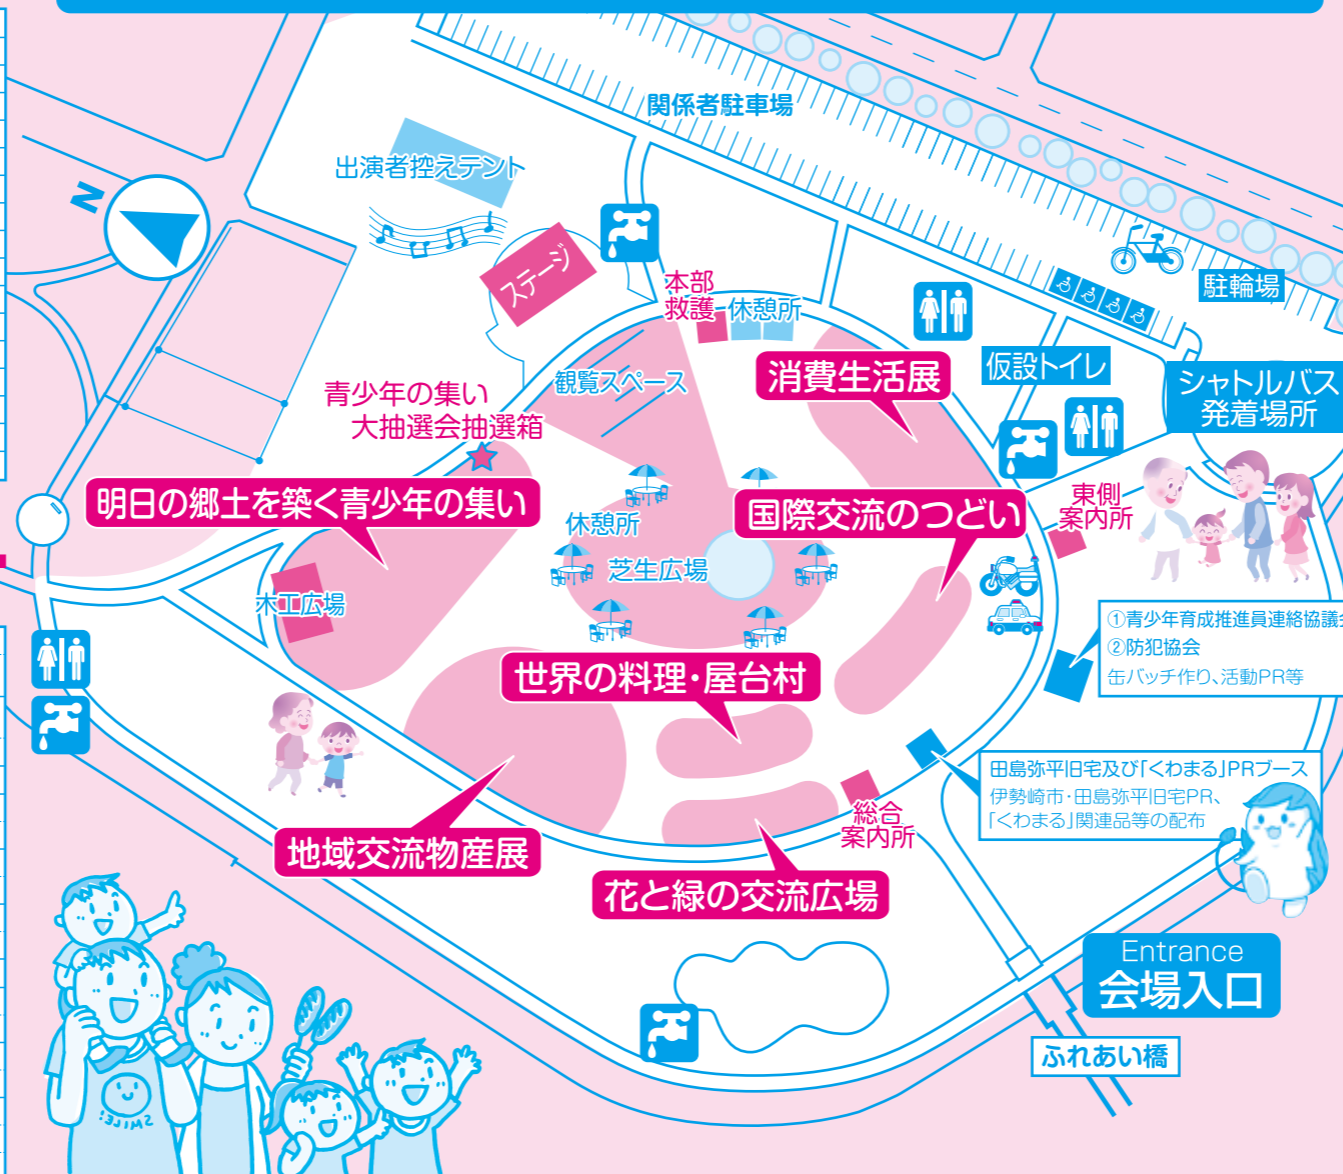 関係者駐車場
出演者控えテント
N
ステージ
駐輪場
本部
救護
休憩所
仮設トイレ
シャトルバス
発着場所
消費生活展
観覧スペース
青少年の集い
大抽選会抽選箱
明日の郷土を築く青少年の集い
国際交流のつどい
東側
案内所
休憩所
芝生広場
木工広場
①青少年育成推進員連絡協議会
②防犯協会
缶バッチ作り、活動PR等
世界の料理・屋台村
田島弥平旧宅及び「くわまる」PRブース
伊勢崎市・田島弥平旧宅PR、
「くわまる」関連品等の配布
総合
案内所
地域交流物産展
花と緑の交流広場
Entrance
会場入口
ふれあい橋
SMILE!